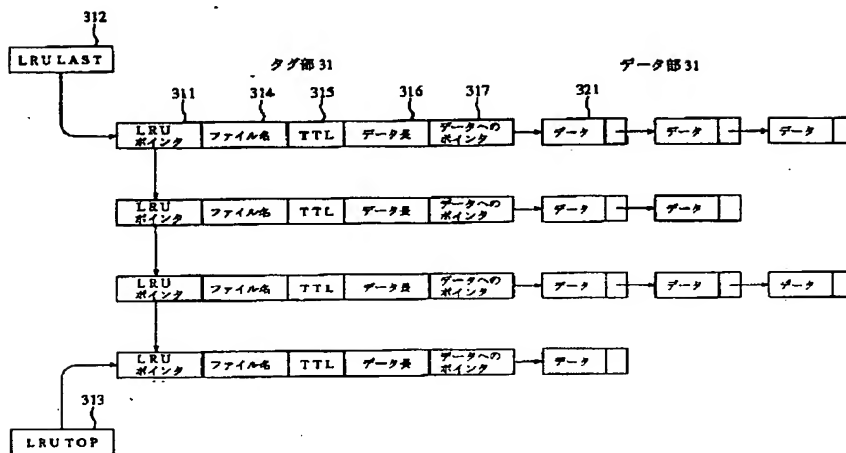 312
LRU LAST
タグ部 31
データ部 31
311 314 315 316 317 321
LRU
ポインタ
ファイル名
TTL
データ長
データへの
ポインタ
データ
データ
データ
LRU
ポインタ
ファイル名
TTL
データ長
データへの
ポインタ
データ
データ
LRU
ポインタ
ファイル名
TTL
データ長
データへの
ポインタ
データ
データ
データ
LRU
ポインタ
ファイル名
TTL
データ長
データへの
ポインタ
データ
313
LRU TOP